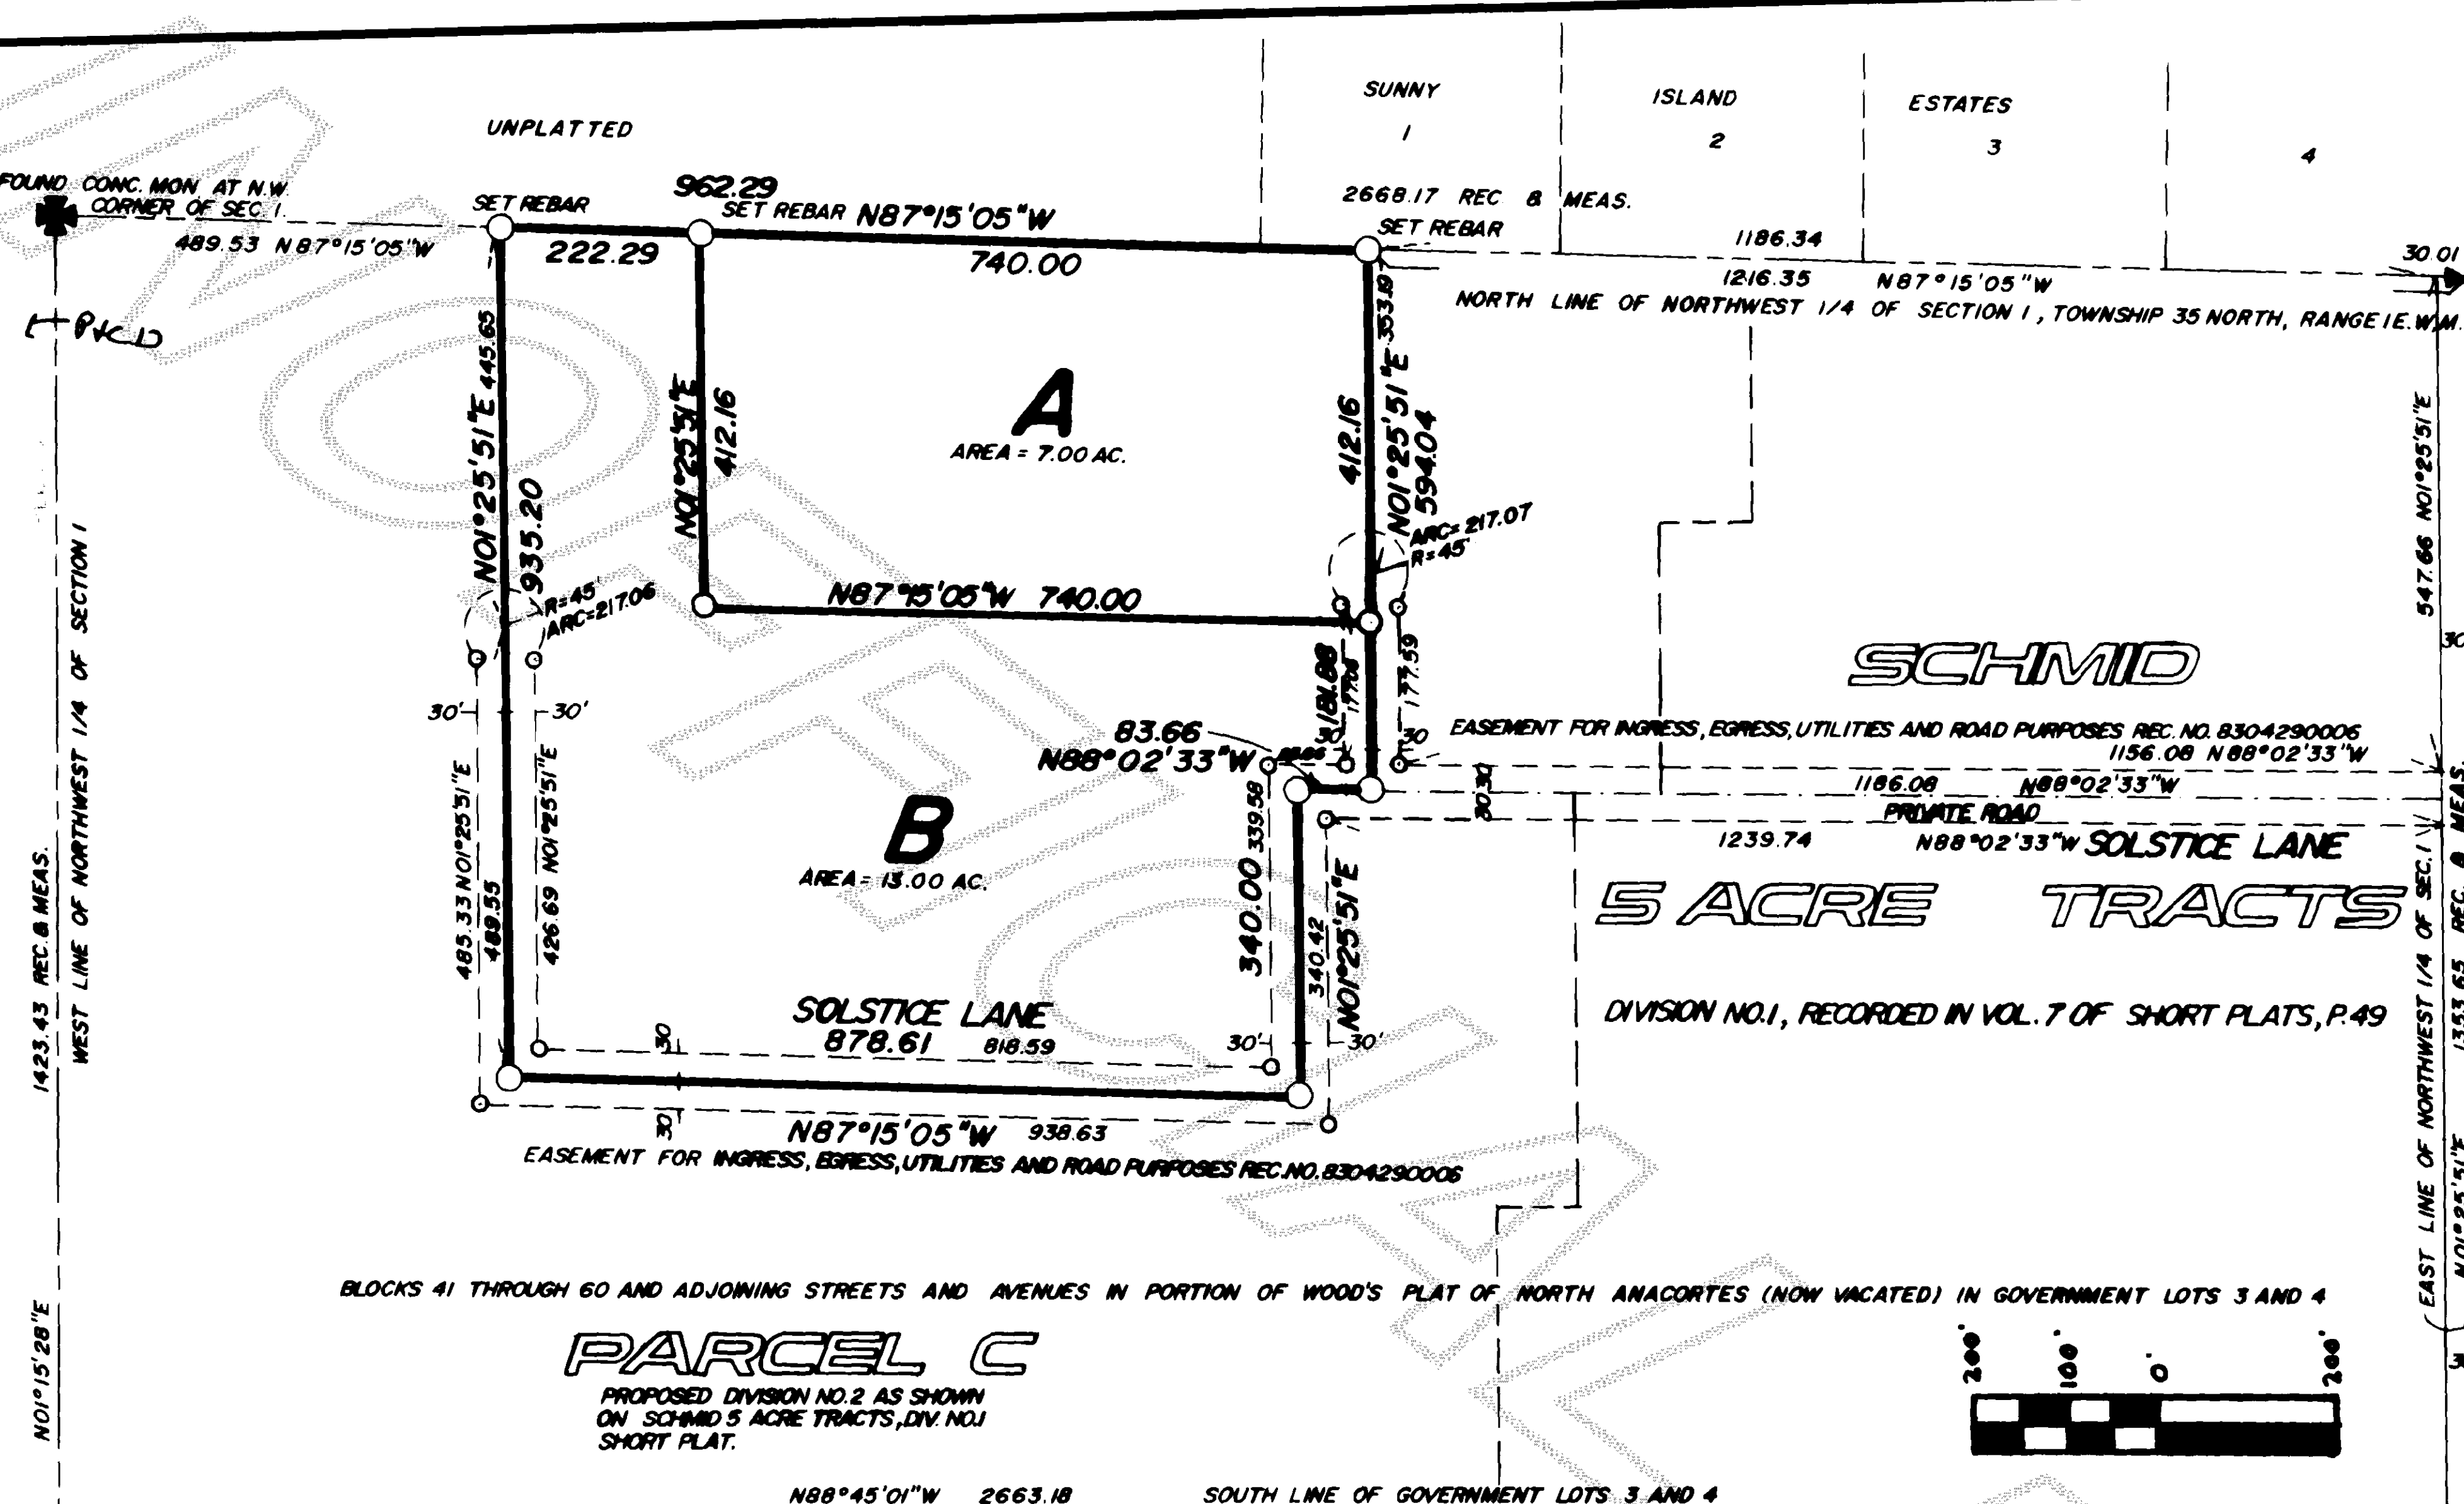 SUNNY
ISLAND
ESTATES
UNPLATTED
1
2
3
4
FOUND CONC. MON. AT N.W.
CORNER OF SEC. 1.
SET REBAR
962.29
SET REBAR N87°15'05"W
2668.17 REC & MEAS.
SET REBAR
489.53 N87°15'05"W
222.29
740.00
1186.34
30.01
1216.35 N87°15'05"W
NORTH LINE OF NORTHWEST 1/4 OF SECTION 1, TOWNSHIP 35 NORTH, RANGE 1 E. W.M.
N01°25'51"E 445.65
935.20
N01°25'51"E
412.16
A
AREA = 7.00 AC.
412.16
353.19
N01°25'51"E
594.04
547.66 N01°25'51"E
ARC=217.07
R=45'
R=45'
ARC=217.06
N87°15'05"W 740.00
WEST LINE OF NORTHWEST 1/4 OF SECTION 1
1423.43 REC. & MEAS.
N01°15'28"E
181.88
177.59
SCHMID
30'
30'
30
30
83.66
N88°02'33"W
EASEMENT FOR INGRESS, EGRESS, UTILITIES AND ROAD PURPOSES REC. NO. 8304290006
1156.08 N88°02'33"W
30 30
1186.08 N88°02'33"W
PRIVATE ROAD
1239.74 N88°02'33"W SOLSTICE LANE
485.33 N01°25'51"E
489.55
426.69 N01°25'51"E
B
AREA = 13.00 AC.
340.00 339.58
340.42
N01°25'51"E
5 ACRE TRACTS
DIVISION NO. 1, RECORDED IN VOL. 7 OF SHORT PLATS, P. 49
SOLSTICE LANE
878.61 818.59
30
30'
30'
30'
N87°15'05"W 938.63
EASEMENT FOR INGRESS, EGRESS, UTILITIES AND ROAD PURPOSES REC. NO. 8304290006
EAST LINE OF NORTHWEST 1/4 OF SEC. 1
1353.65 REC. & MEAS.
N01°25'51"E
BLOCKS 41 THROUGH 60 AND ADJOINING STREETS AND AVENUES IN PORTION OF WOOD'S PLAT OF NORTH ANACORTES (NOW VACATED) IN GOVERNMENT LOTS 3 AND 4
PARCEL C
PROPOSED DIVISION NO. 2 AS SHOWN
ON SCHMID 5 ACRE TRACTS, DIV. NO. 1
SHORT PLAT.
200' 100' 0' 200'
N88°45'01"W 2663.18 SOUTH LINE OF GOVERNMENT LOTS 3 AND 4